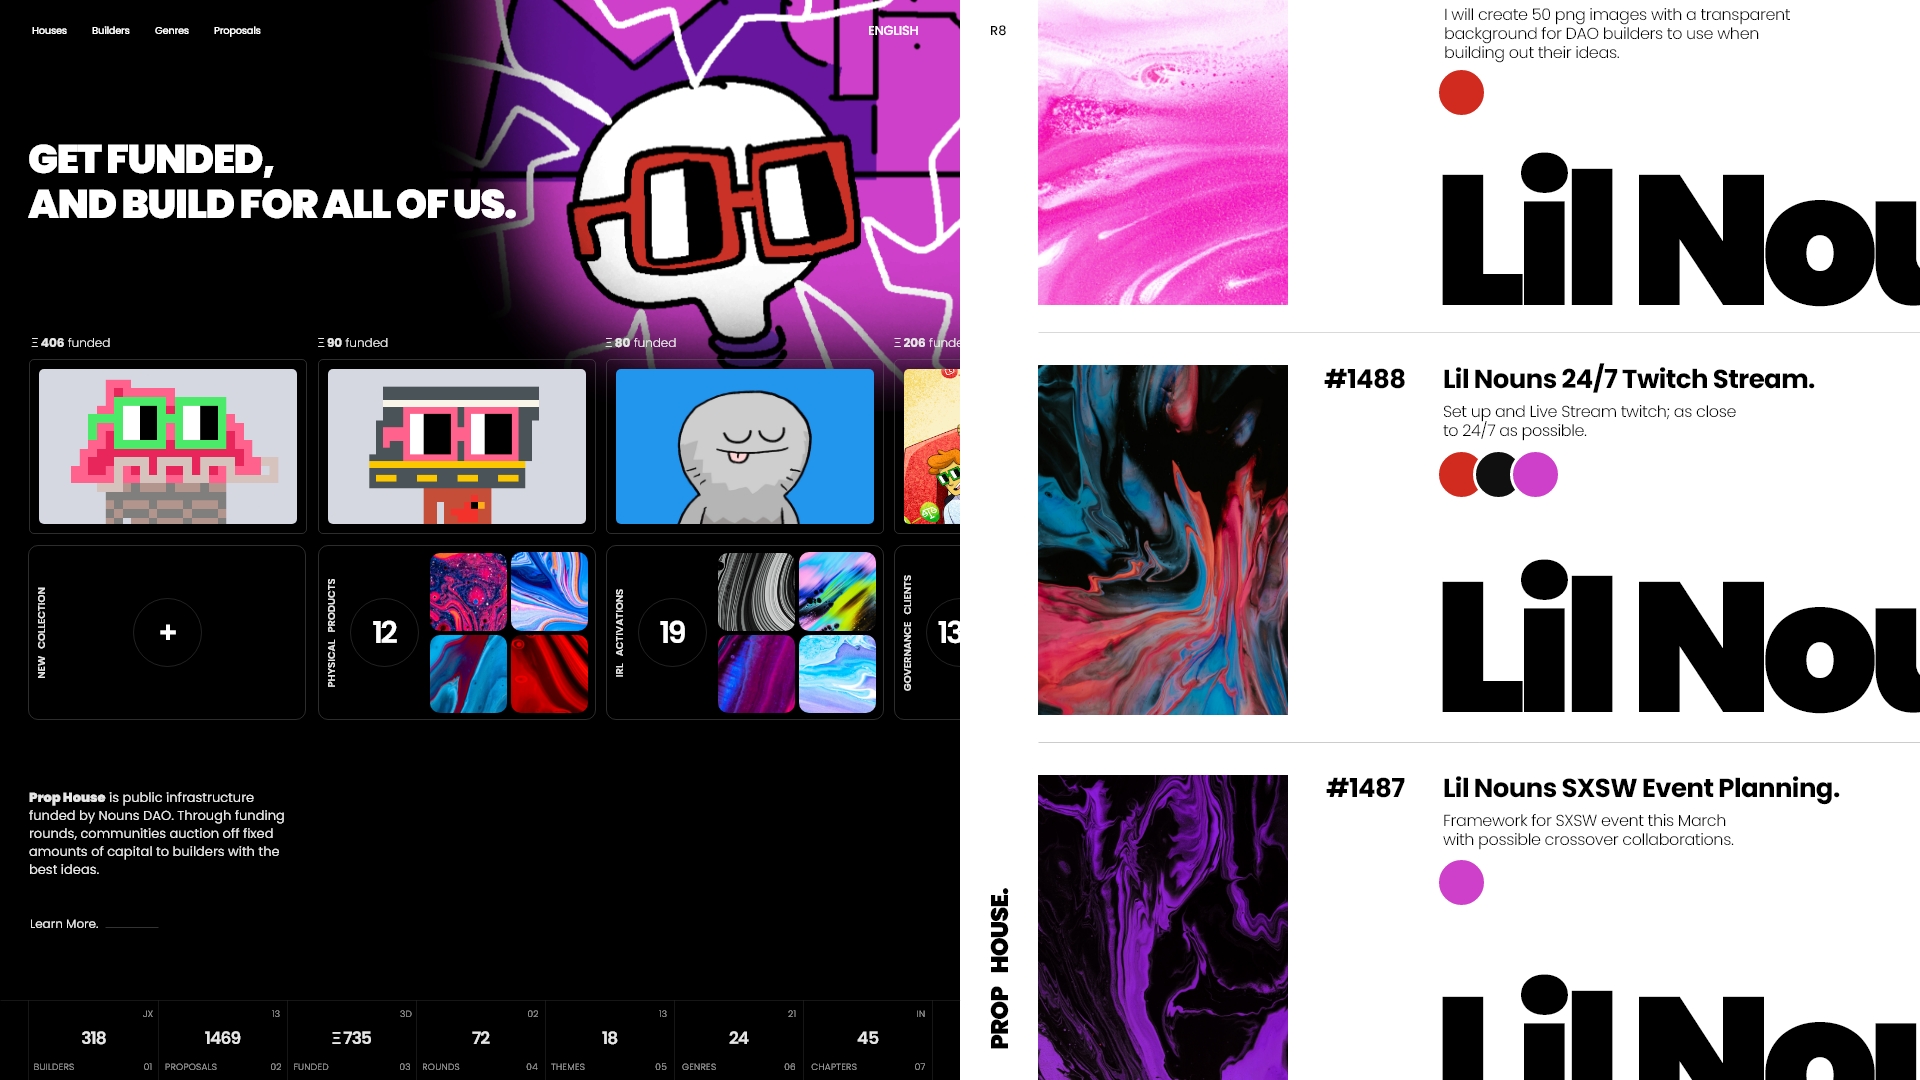 Houses Builders Genres Proposals
ENGLISH
GET FUNDED,
AND BUILD FOR ALL OF US.
Ξ 406 funded
Ξ 90 funded
Ξ 80 funded
Ξ 206 funde
NEW COLLECTION
+
PHYSICAL PRODUCTS
12
IRL ACTIVATIONS
19
GOVERNANCE CLIENTS
13
Prop House is public infrastructure
funded by Nouns DAO. Through funding
rounds, communities auction off fixed
amounts of capital to builders with the
best ideas.
Learn More.
JX
318
BUILDERS 01
13
1469
PROPOSALS 02
3D
Ξ735
FUNDED 03
02
72
ROUNDS 04
13
18
THEMES 05
21
24
GENRES 06
IN
45
CHAPTERS 07
R8
PROP HOUSE.
I will create 50 png images with a transparent
background for DAO builders to use when
building out their ideas.
Lil Nou
#1488
Lil Nouns 24/7 Twitch Stream.
Set up and Live Stream twitch; as close
to 24/7 as possible.
Lil Nou
#1487
Lil Nouns SXSW Event Planning.
Framework for SXSW event this March
with possible crossover collaborations.
Lil Nou